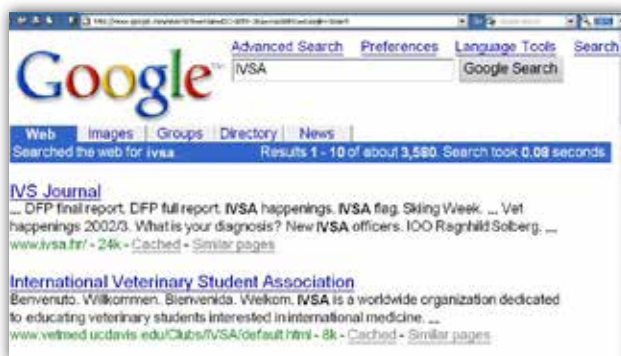 Advanced Search Preferences Language Tools Search
Google IVSA Google Search
Web Images Groups Directory News
Searched the web for ivsa Results 1 - 10 of about 3,580. Search took 0.08 seconds
IVS Journal
... DFP final report. DFP full report. IVSA happenings. IVSA flag. Skiing Week. ... Vet
happenings 2002/3. What is your diagnosis? New IVSA officers. IOO Ragnhild Solberg. ...
www.ivsa.hr/ - 24k - Cached - Similar pages
International Veterinary Student Association
Benvenuto. Willkommen. Bienvenida. Welkom. IVSA is a worldwide organization dedicated
to educating veterinary students interested in international medicine. ...
www.vetmed.ucdavis.edu/Clubs/IVSA/default.html - 8k - Cached - Similar pages